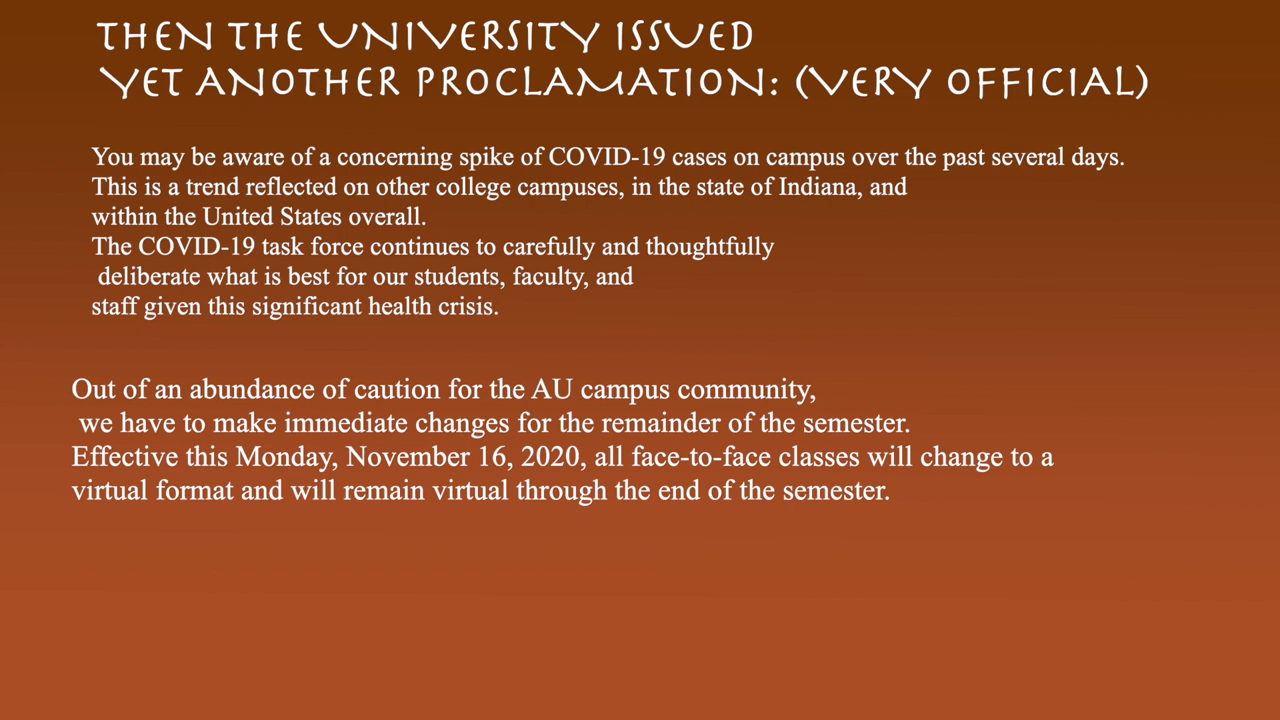 THEN THE UNIVERSITY ISSUED
YET ANOTHER PROCLAMATION: (VERY OFFICIAL)
You may be aware of a concerning spike of COVID-19 cases on campus over the past several days.
This is a trend reflected on other college campuses, in the state of Indiana, and
within the United States overall.
The COVID-19 task force continues to carefully and thoughtfully
deliberate what is best for our students, faculty, and
staff given this significant health crisis.
Out of an abundance of caution for the AU campus community,
we have to make immediate changes for the remainder of the semester.
Effective this Monday, November 16, 2020, all face-to-face classes will change to a
virtual format and will remain virtual through the end of the semester.